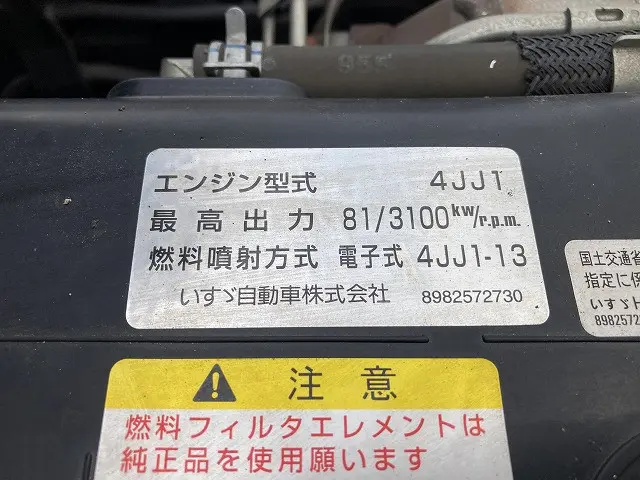 955
エンジン型式 4JJ1
最高出力 81/3100kW/r.p.m.
燃料噴射方式 電子式 4JJ1-13
いすゞ自動車株式会社 8982572730
国土交通省
指定に係
いすゞ
8982572
注意
燃料フィルタエレメントは
純正品を使用願います